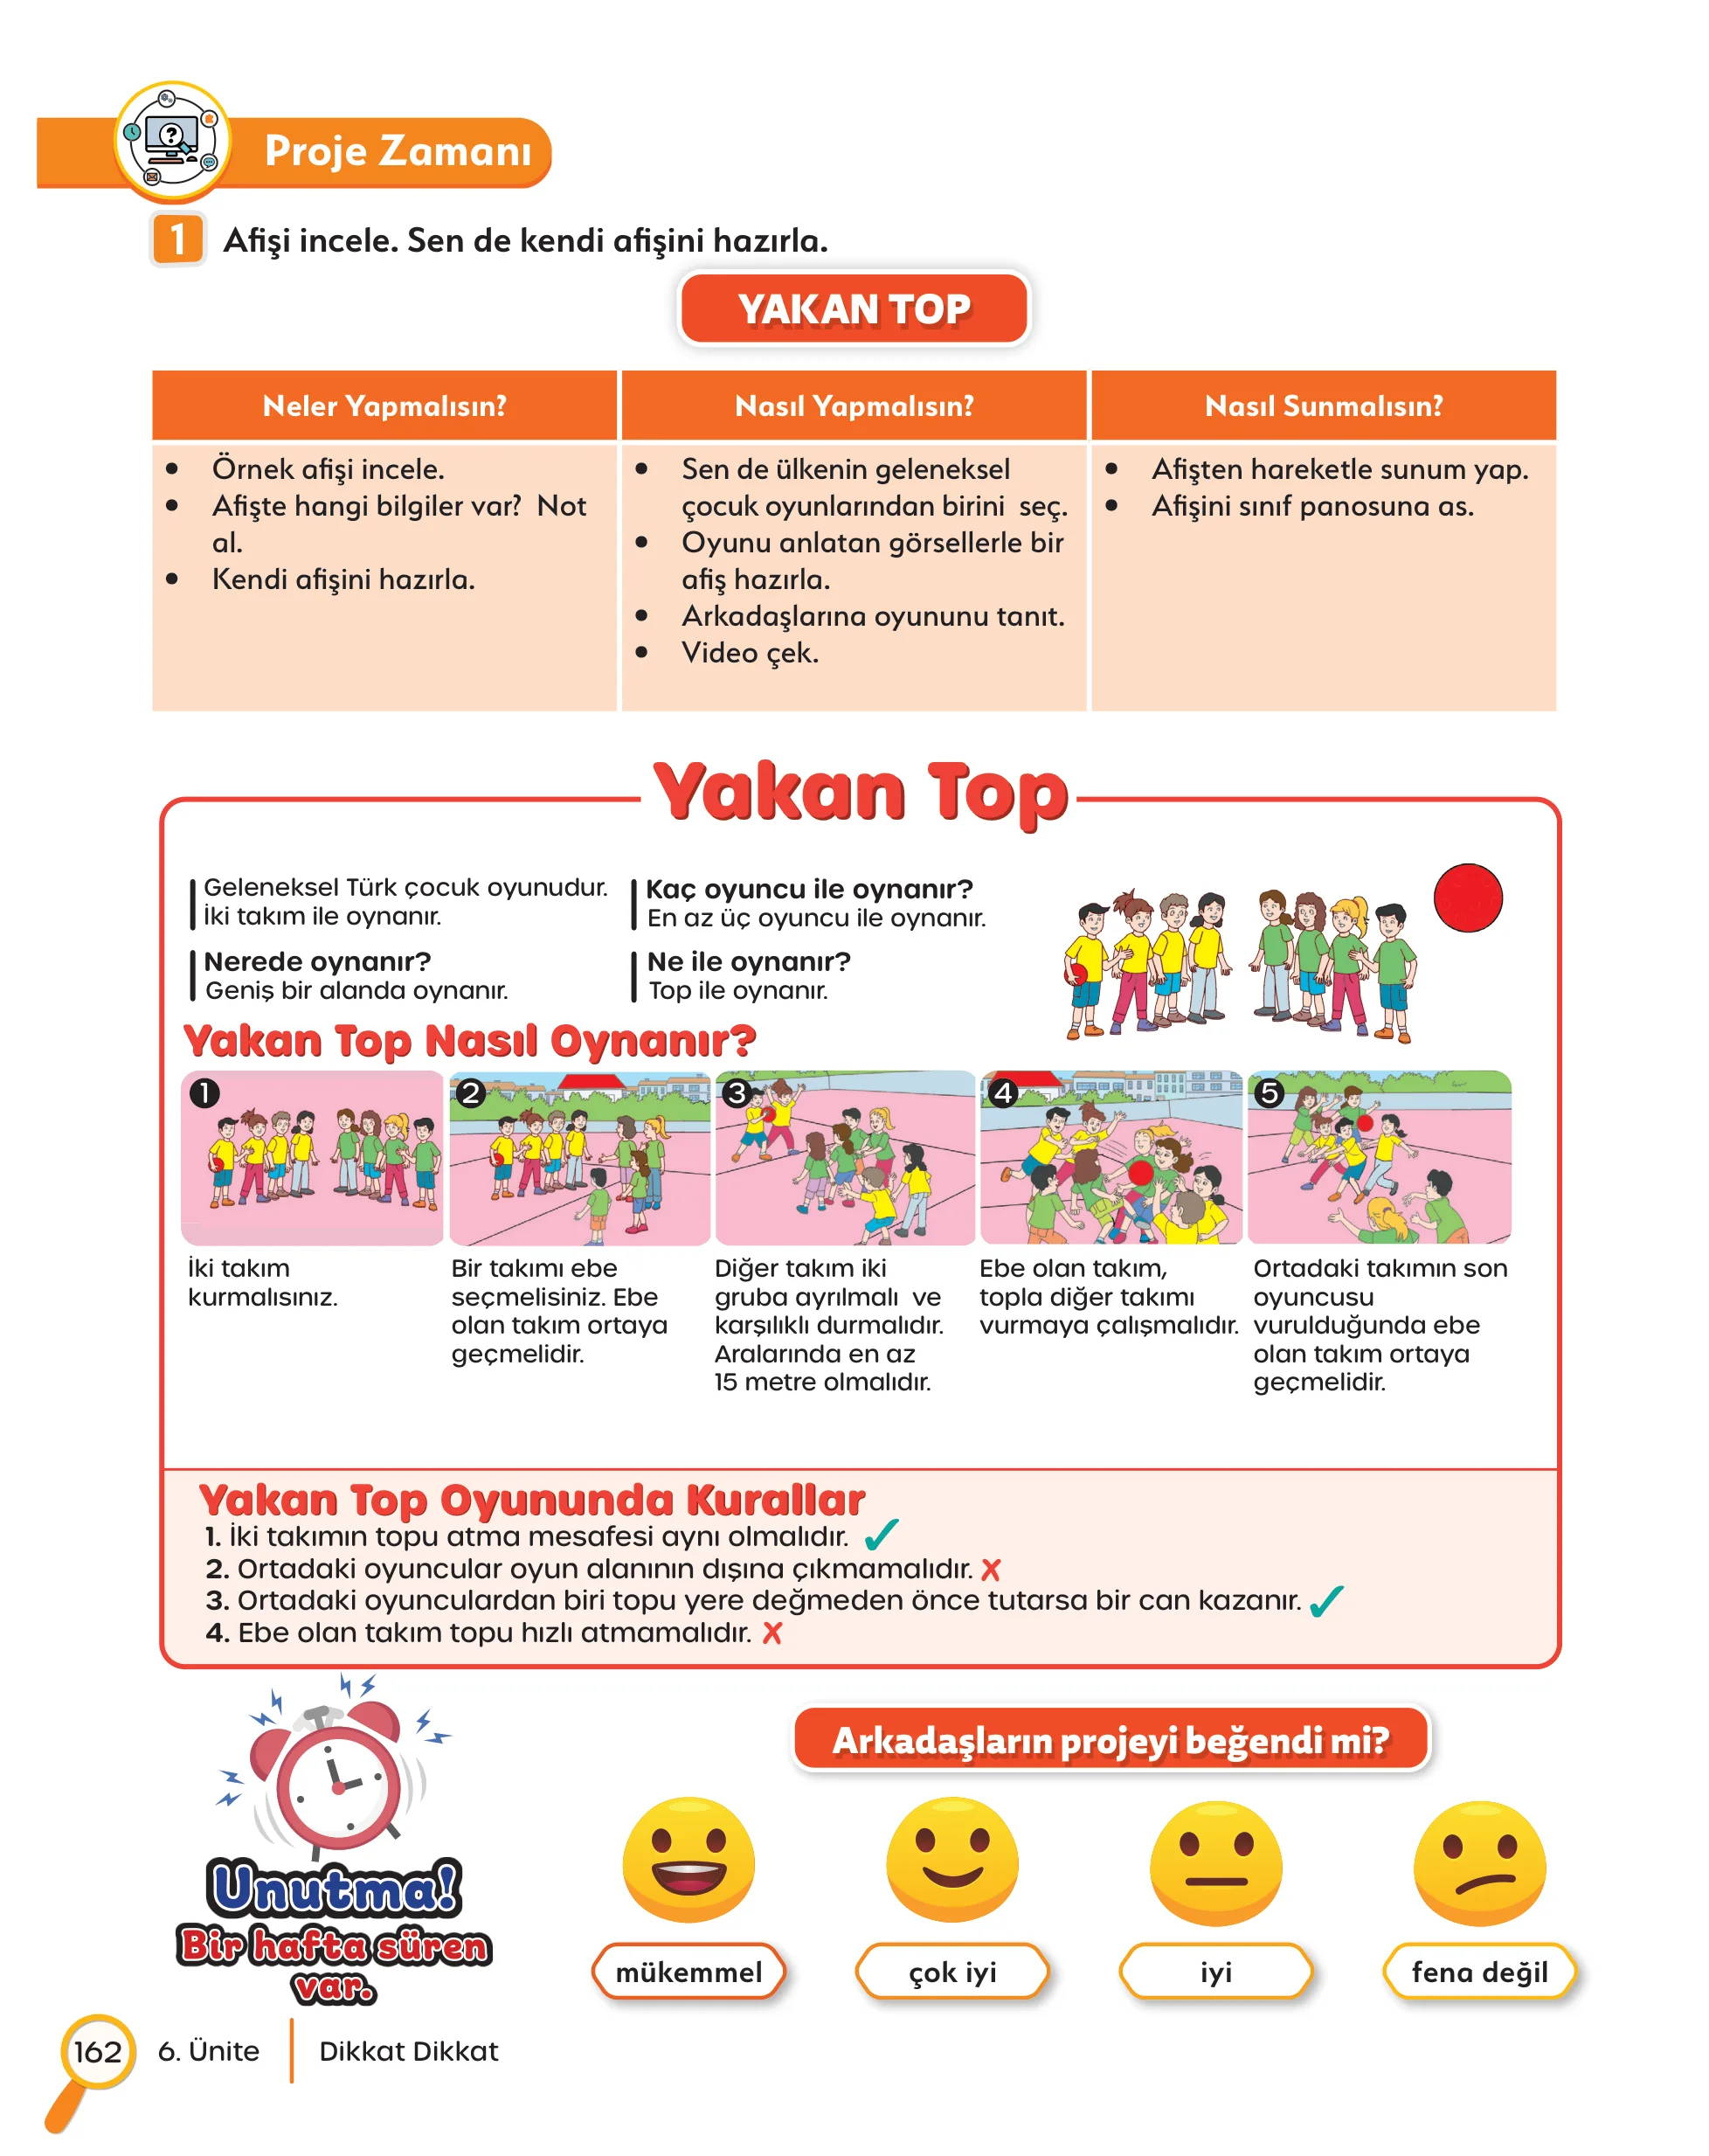 Proje Zamanı
1 Afişi incele. Sen de kendi afişini hazırla.
YAKAN TOP
Neler Yapmalısın?
• Örnek afişi incele.
• Afişte hangi bilgiler var? Not
al.
• Kendi afişini hazırla.
Nasıl Yapmalısın?
• Sen de ülkenin geleneksel
çocuk oyunlarından birini seç.
• Oyunu anlatan görsellerle bir
afiş hazırla.
• Arkadaşlarına oyununu tanıt.
• Video çek.
Nasıl Sunmalısın?
• Afişten hareketle sunum yap.
• Afişini sınıf panosuna as.
Yakan Top
Geleneksel Türk çocuk oyunudur.
İki takım ile oynanır.
Kaç oyuncu ile oynanır?
En az üç oyuncu ile oynanır.
Nerede oynanır?
Geniş bir alanda oynanır.
Ne ile oynanır?
Top ile oynanır.
Yakan Top Nasıl Oynanır?
1
İki takım
kurmalısınız.
2
Bir takımı ebe
seçmelisiniz. Ebe
olan takım ortaya
geçmelidir.
3
Diğer takım iki
gruba ayrılmalı ve
karşılıklı durmalıdır.
Aralarında en az
15 metre olmalıdır.
4
Ebe olan takım,
topla diğer takımı
vurmaya çalışmalıdır.
5
Ortadaki takımın son
oyuncusu
vurulduğunda ebe
olan takım ortaya
geçmelidir.
Yakan Top Oyununda Kurallar
1. İki takımın topu atma mesafesi aynı olmalıdır. ✓
2. Ortadaki oyuncular oyun alanının dışına çıkmamalıdır. ✗
3. Ortadaki oyunculardan biri topu yere değmeden önce tutarsa bir can kazanır. ✓
4. Ebe olan takım topu hızlı atmamalıdır. ✗
Unutma!
Bir hafta süren
var.
Arkadaşların projeyi beğendi mi?
mükemmel
çok iyi
iyi
fena değil
162 6. Ünite | Dikkat Dikkat